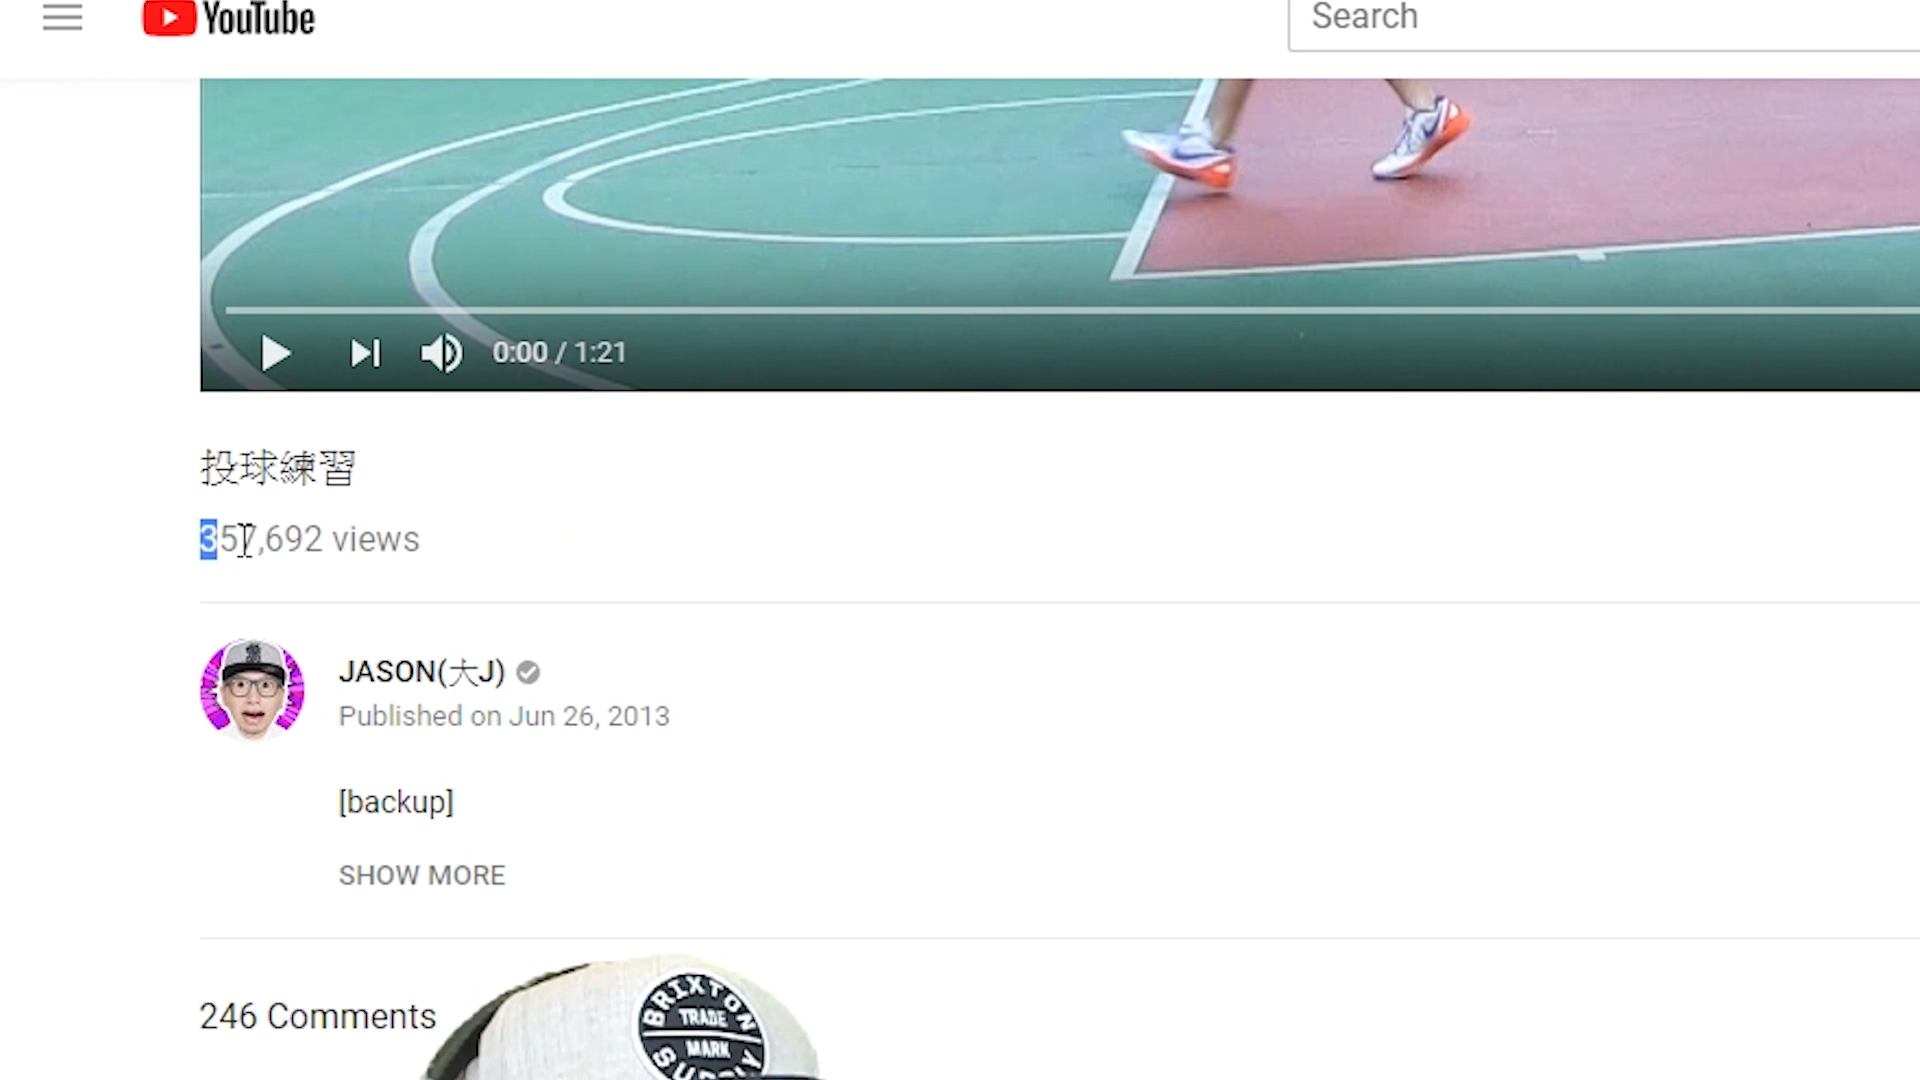 YouTube
Search
0:00 / 1:21
投球練習
357,692 views
JASON(大J)
Published on Jun 26, 2013
[backup]
SHOW MORE
246 Comments
BRIXTON
TRADE
MARK
SUPPLY